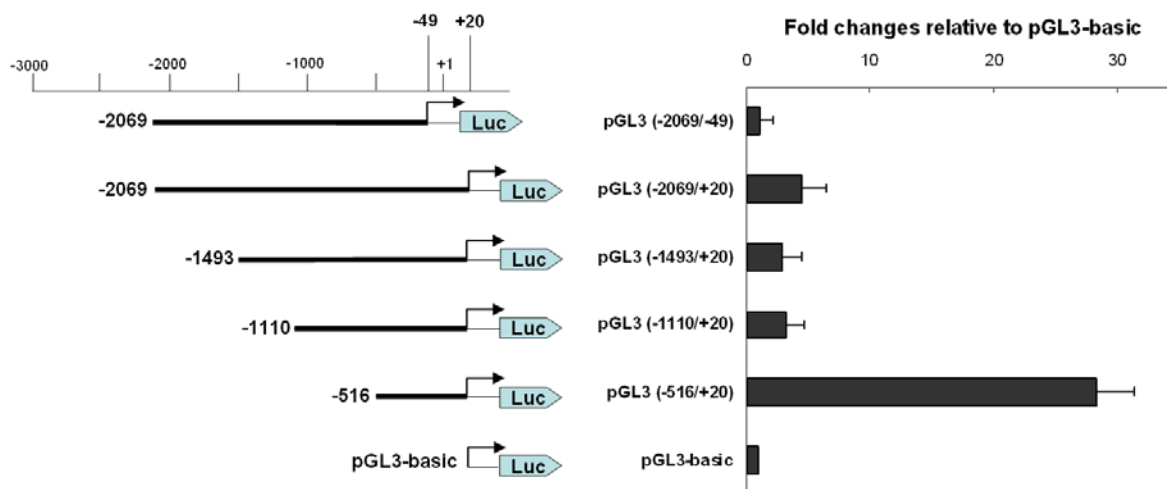 -49 +20
-3000 -2000 -1000 +1
-2069 Luc
-2069 Luc
-1493 Luc
-1110 Luc
-516 Luc
pGL3-basic Luc
Fold changes relative to pGL3-basic
0 10 20 30
pGL3 (-2069/-49)
pGL3 (-2069/+20)
pGL3 (-1493/+20)
pGL3 (-1110/+20)
pGL3 (-516/+20)
pGL3-basic